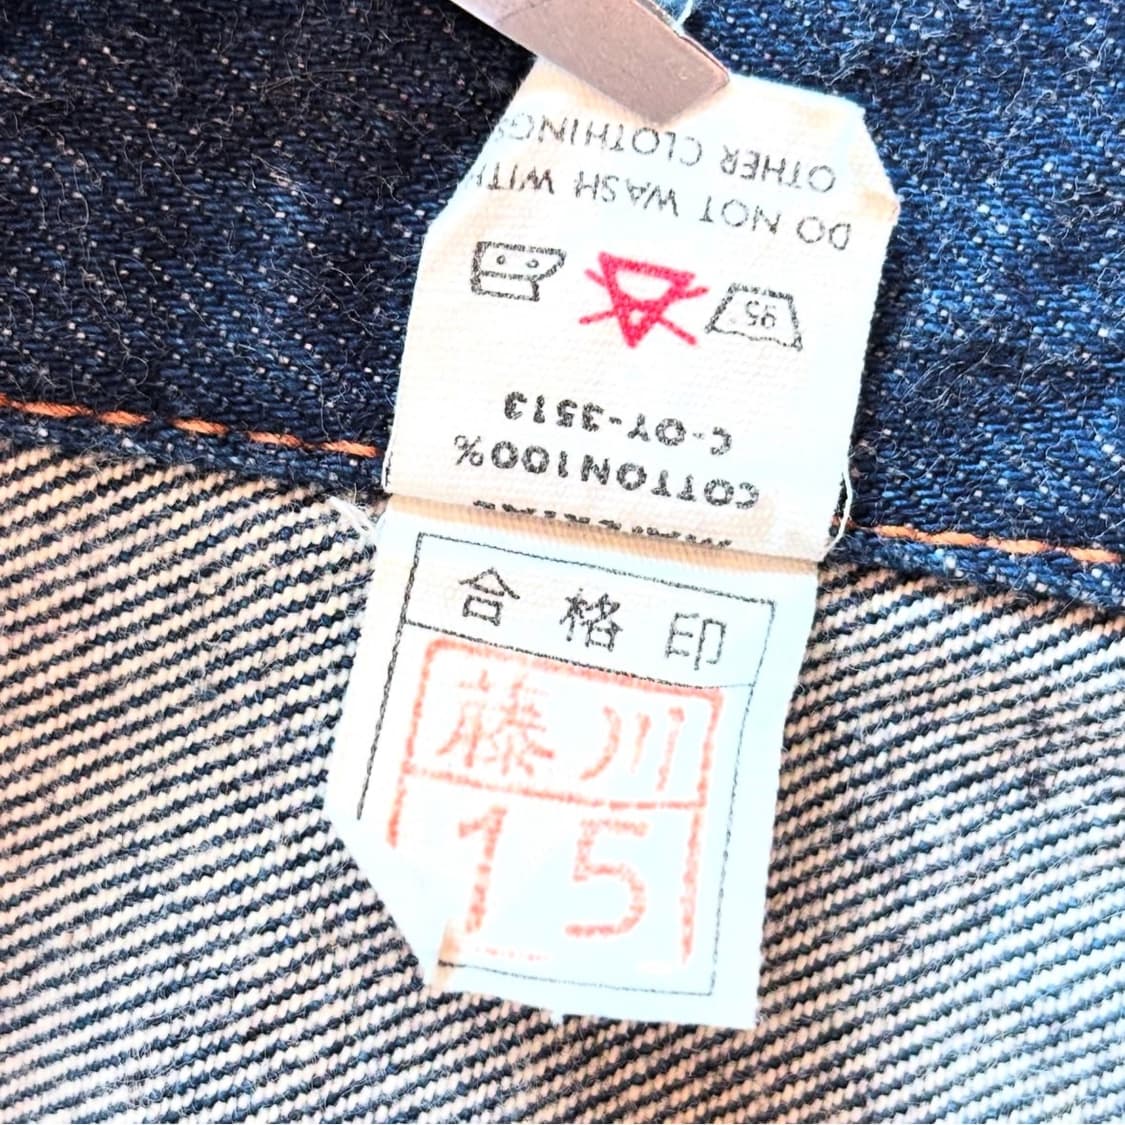 COTTON100%
C-OY-3513
95
DO NOT WASH WITH
OTHER CLOTHINGS
合格印
藤川
15